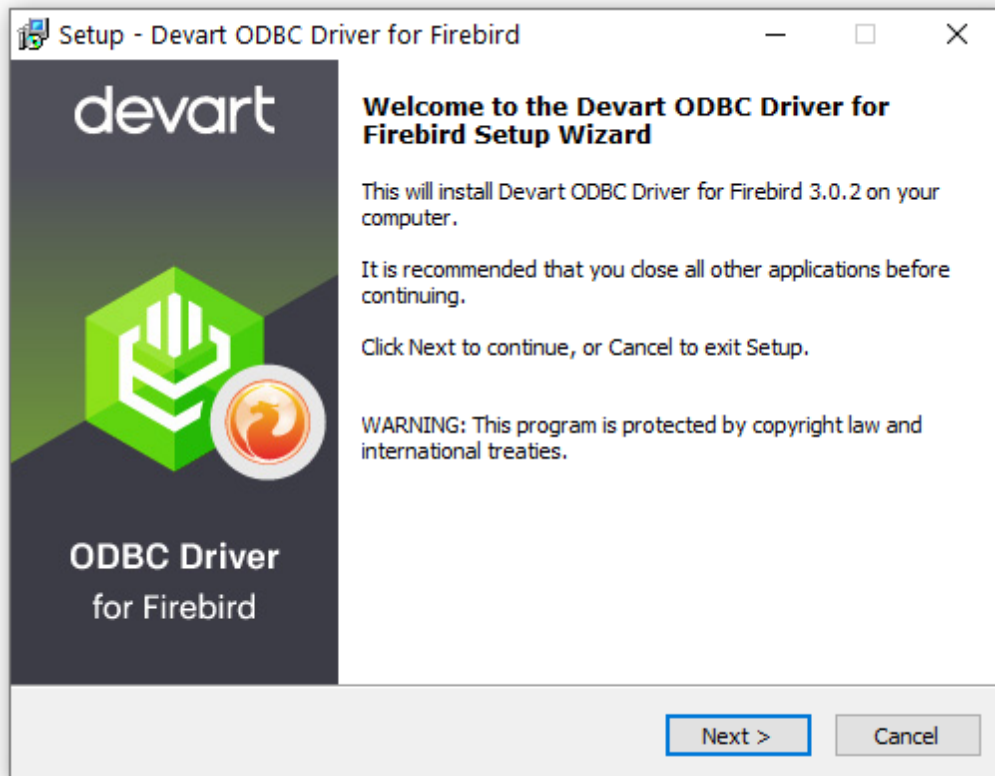 Setup - Devart ODBC Driver for Firebird
devart
Welcome to the Devart ODBC Driver for
Firebird Setup Wizard
This will install Devart ODBC Driver for Firebird 3.0.2 on your
computer.
It is recommended that you close all other applications before
continuing.
Click Next to continue, or Cancel to exit Setup.
WARNING: This program is protected by copyright law and
international treaties.
ODBC Driver
for Firebird
Next >
Cancel